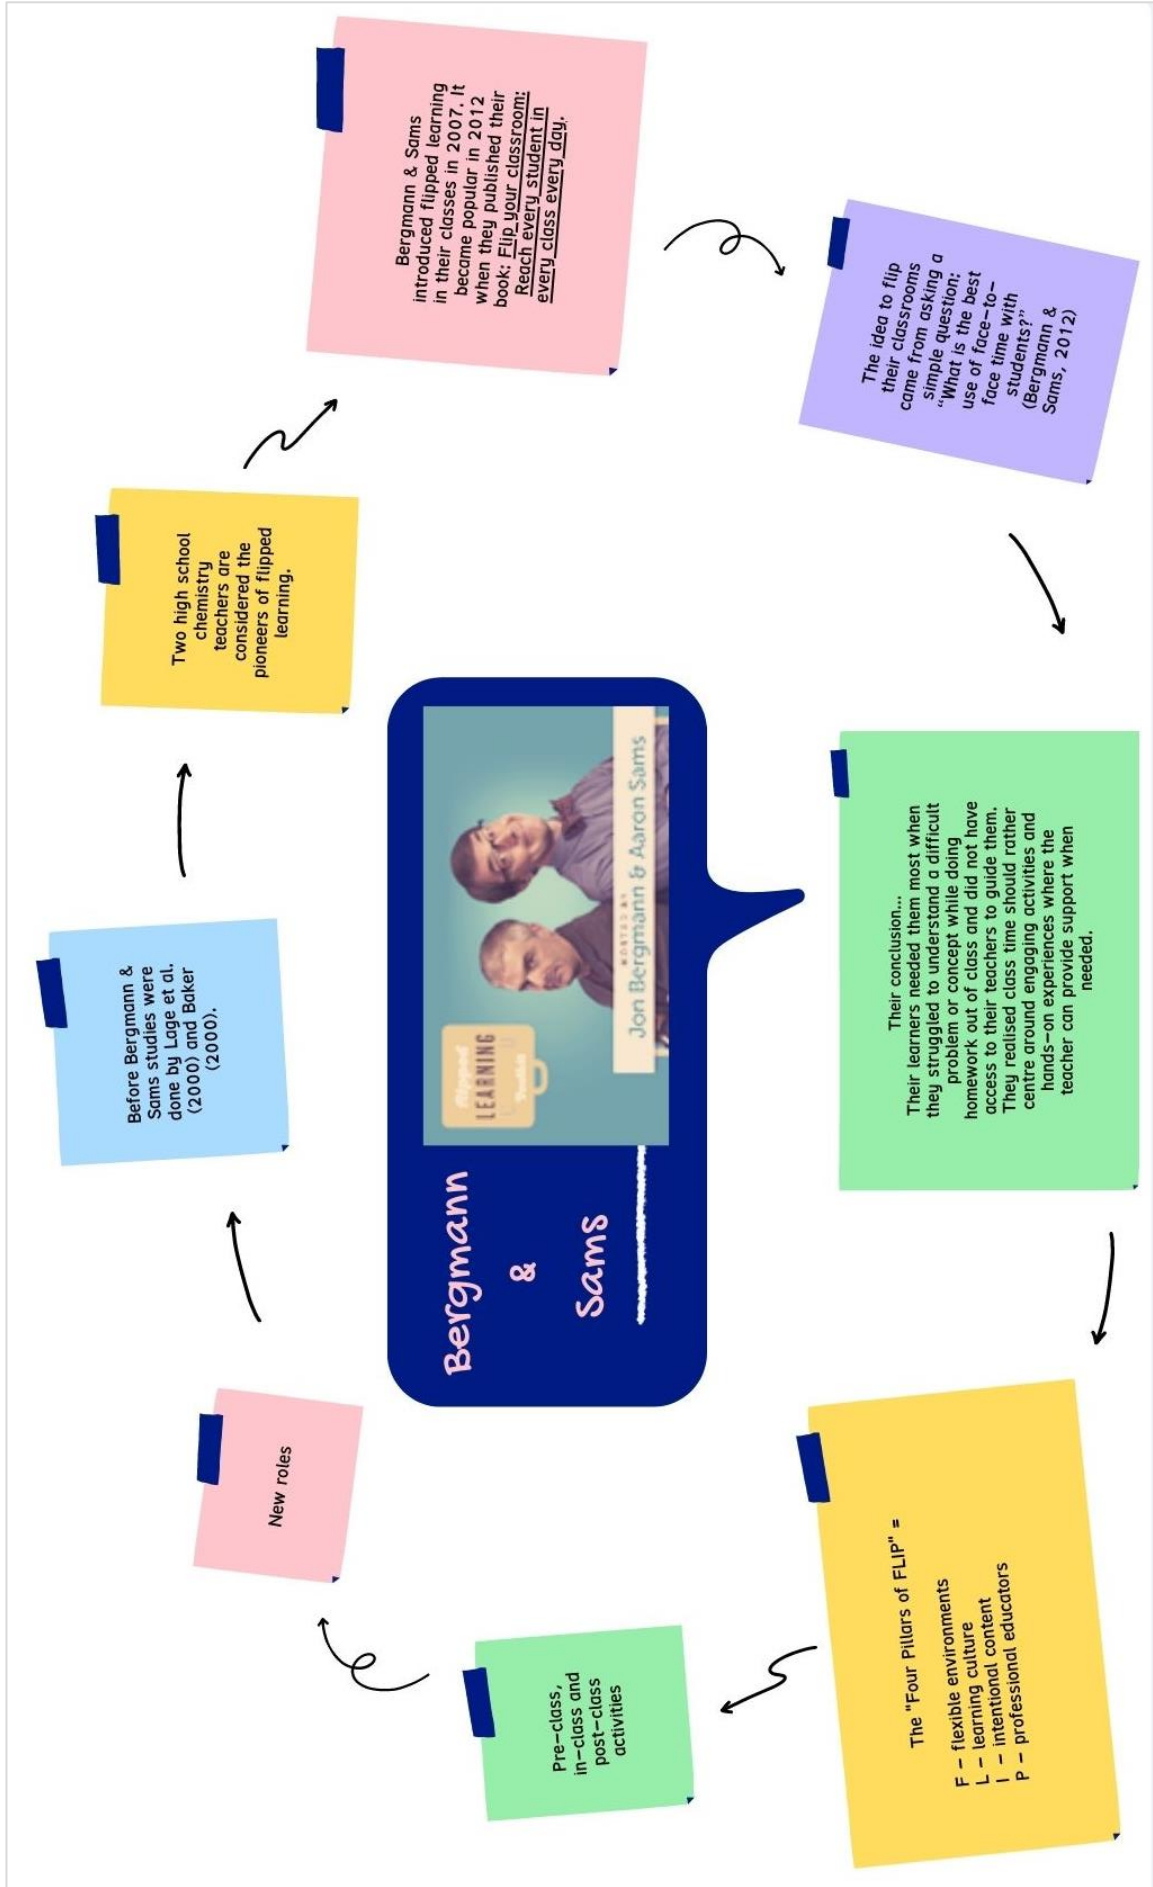 Before Bergmann &
Sams studies were
done by Lage et al.
(2000) and Baker
(2000).
Two high school
chemistry
teachers are
considered the
pioneers of flipped
learning.
Bergmann & Sams
introduced flipped learning
in their classes in 2007. It
became popular in 2012
when they published their
book: Flip your classroom:
Reach every student in
every class every day.
The idea to flip
their classrooms
came from asking a
simple question:
“What is the best
use of face-to-
face time with
students?”
(Bergmann &
Sams, 2012)
Their conclusion...
Their learners needed them most when
they struggled to understand a difficult
problem or concept while doing
homework out of class and did not have
access to their teachers to guide them.
They realised class time should rather
centre around engaging activities and
hands-on experiences where the
teacher can provide support when
needed.
The "Four Pillars of FLIP" =
F - flexible environments
L - learning culture
I - intentional content
P - professional educators
Pre-class,
in-class and
post-class
activities
New roles
Bergmann
&
Sams
flipped
LEARNING
Toolkit
HOSTED BY
Jon Bergmann & Aaron Sams